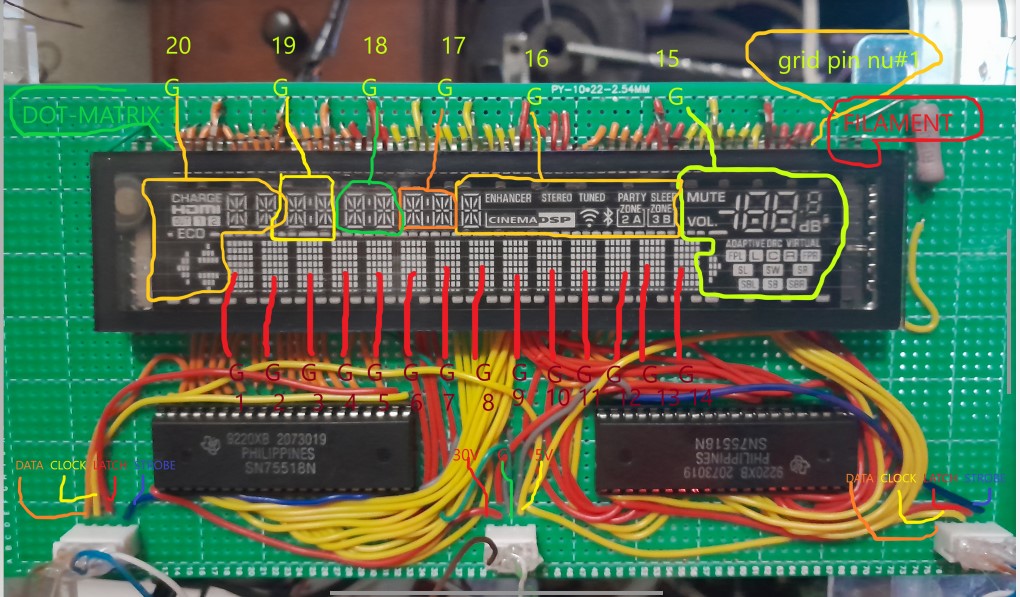 20
19
18
17
16
15
grid pin nu#1
G
G
G
G
G
G
PY-10*22-2.54MM
DOT-MATRIX 1
FILAMENT
CHARGE
HDMI
ECO
ENHANCER
STEREO
TUNED
PARTY
SLEEP
ZONE
2 A
ZONE
3 B
CINEMA DSP
MUTE
VOL
dB
ADAPTIVE DRC
VIRTUAL
FPL
L
C
R
FPR
SL
SW
SR
SBL
SB
SBR
G
G
G
G
G
G
G
G
G
G
G
G
G
G
1
2
3
4
5
6
7
8
9
10
11
12
13
14
9220XB 2073019
PHILIPPINES
SN75518N
9220XB 2073019
PHILIPPINES
SN75518N
DATA
CLOCK
LATCH
STROBE
30V
G
5V
DATA
CLOCK
LATCH
STROBE